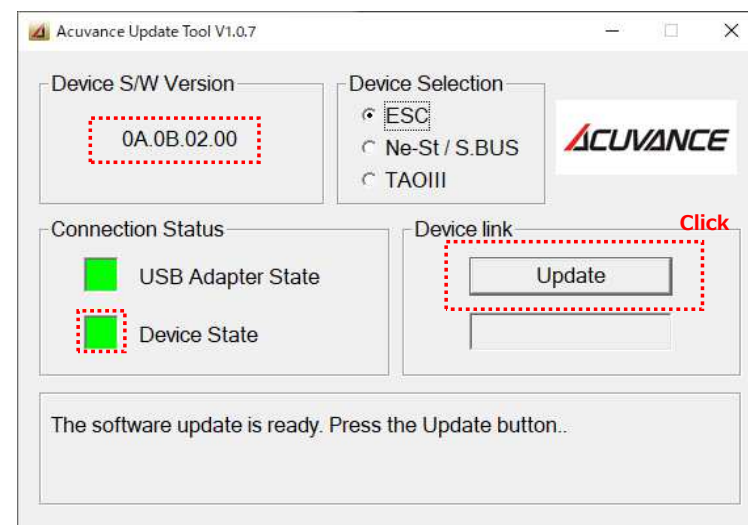 Acuvance Update Tool V1.0.7
Device S/W Version
0A.0B.02.00
Device Selection
ESC
Ne-St / S.BUS
TAOIII
ACUVANCE
Connection Status
USB Adapter State
Device State
Device link
Click
Update
The software update is ready. Press the Update button..